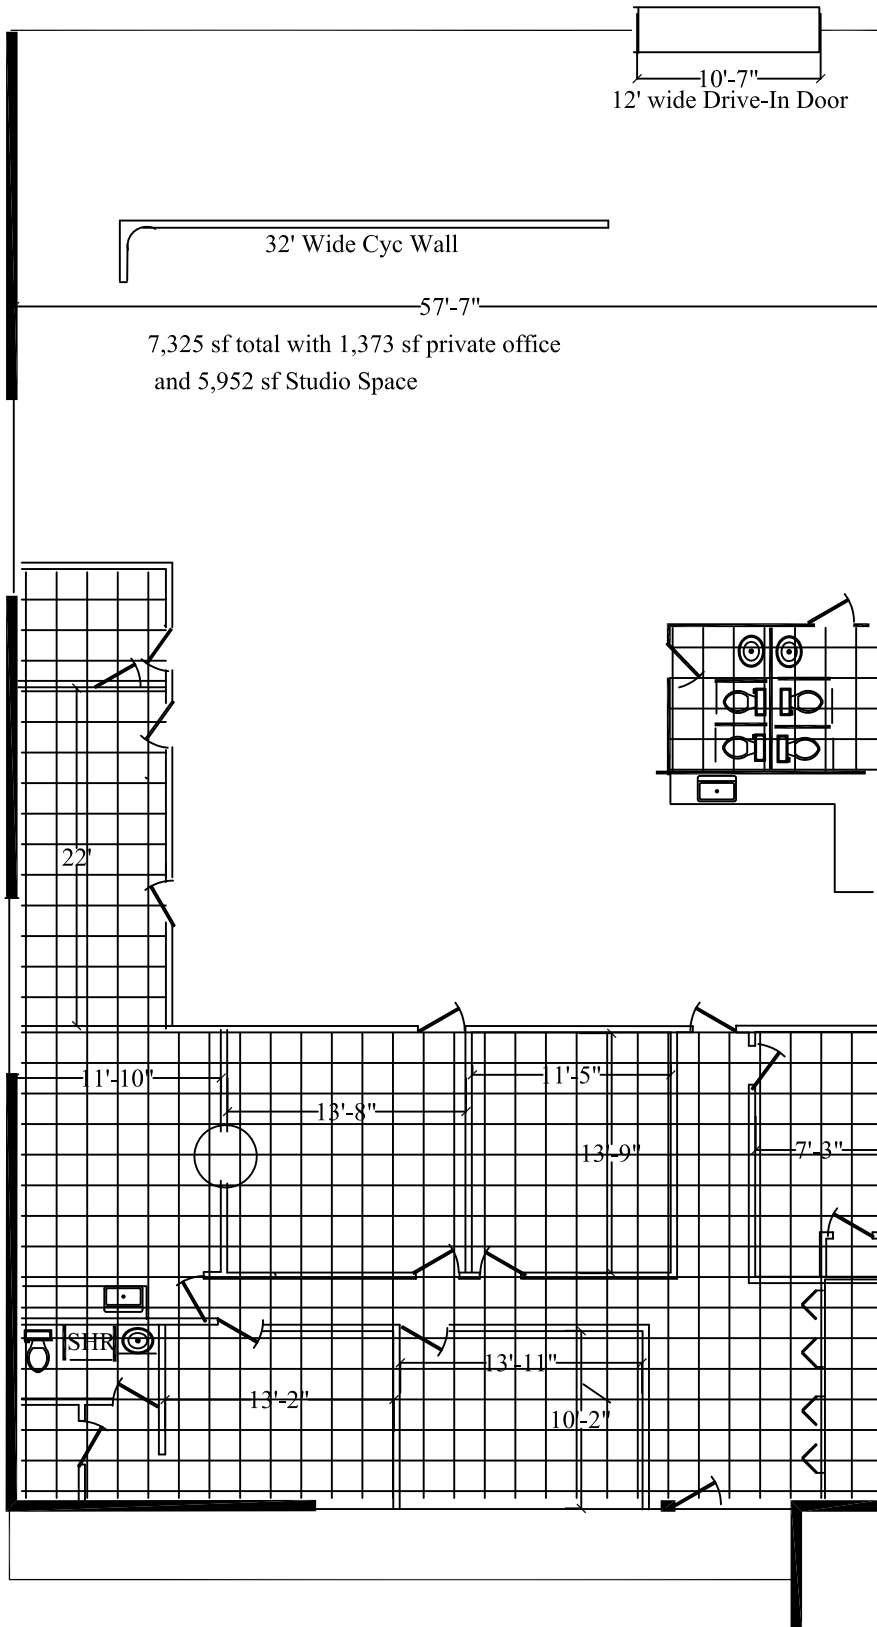 10'-7"
12' wide Drive-In Door
32' Wide Cyc Wall
57'-7"
7,325 sf total with 1,373 sf private office
and 5,952 sf Studio Space
22'
11'-10"
11'-5"
13'-8"
13'-9"
7'-3"
SHR
13'-11"
13'-2"
10'-2"